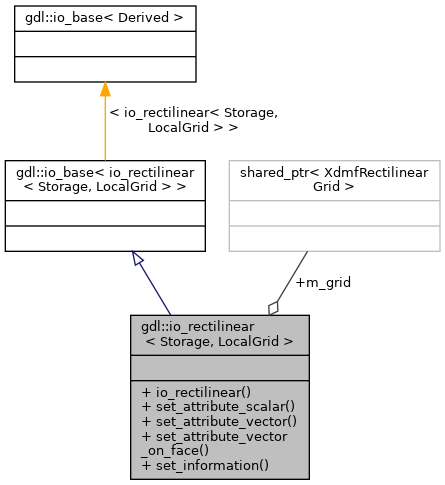 gdl::io_base< Derived >
< io_rectilinear< Storage,
LocalGrid > >
gdl::io_base< io_rectilinear
< Storage, LocalGrid > >
shared_ptr< XdmfRectilinear
Grid >
+m_grid
gdl::io_rectilinear
< Storage, LocalGrid >
+ io_rectilinear()
+ set_attribute_scalar()
+ set_attribute_vector()
+ set_attribute_vector
_on_face()
+ set_information()